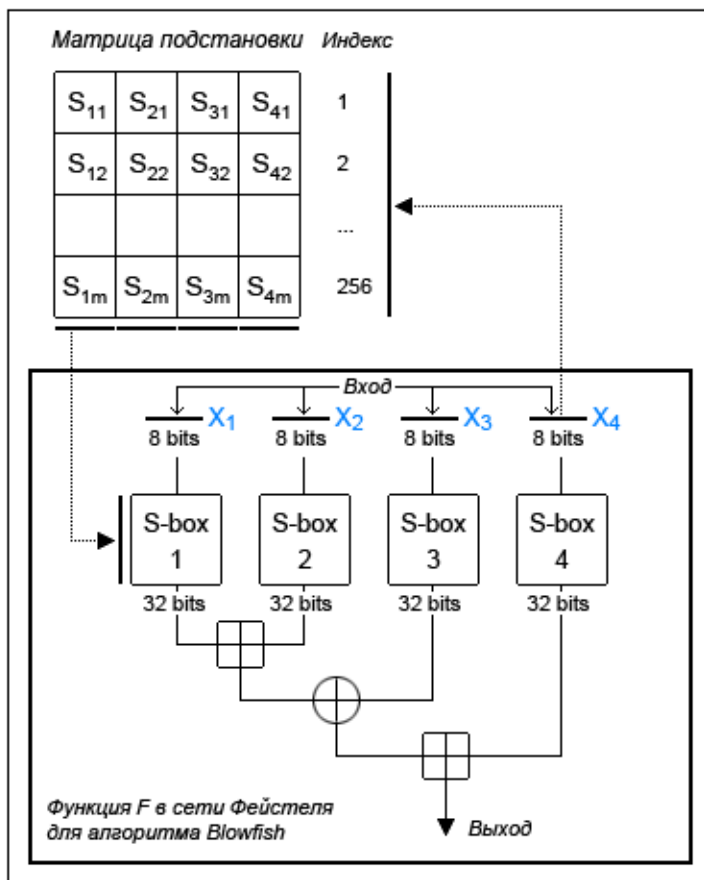 Матрица подстановки Индекс
S11 S21 S31 S41 1
S12 S22 S32 S42 2
...
S1m S2m S3m S4m 256
Вход
X1 X2 X3 X4
8 bits 8 bits 8 bits 8 bits
S-box S-box S-box S-box
1 2 3 4
32 bits 32 bits 32 bits 32 bits
Функция F в сети Фейстеля
для алгоритма Blowfish
Выход